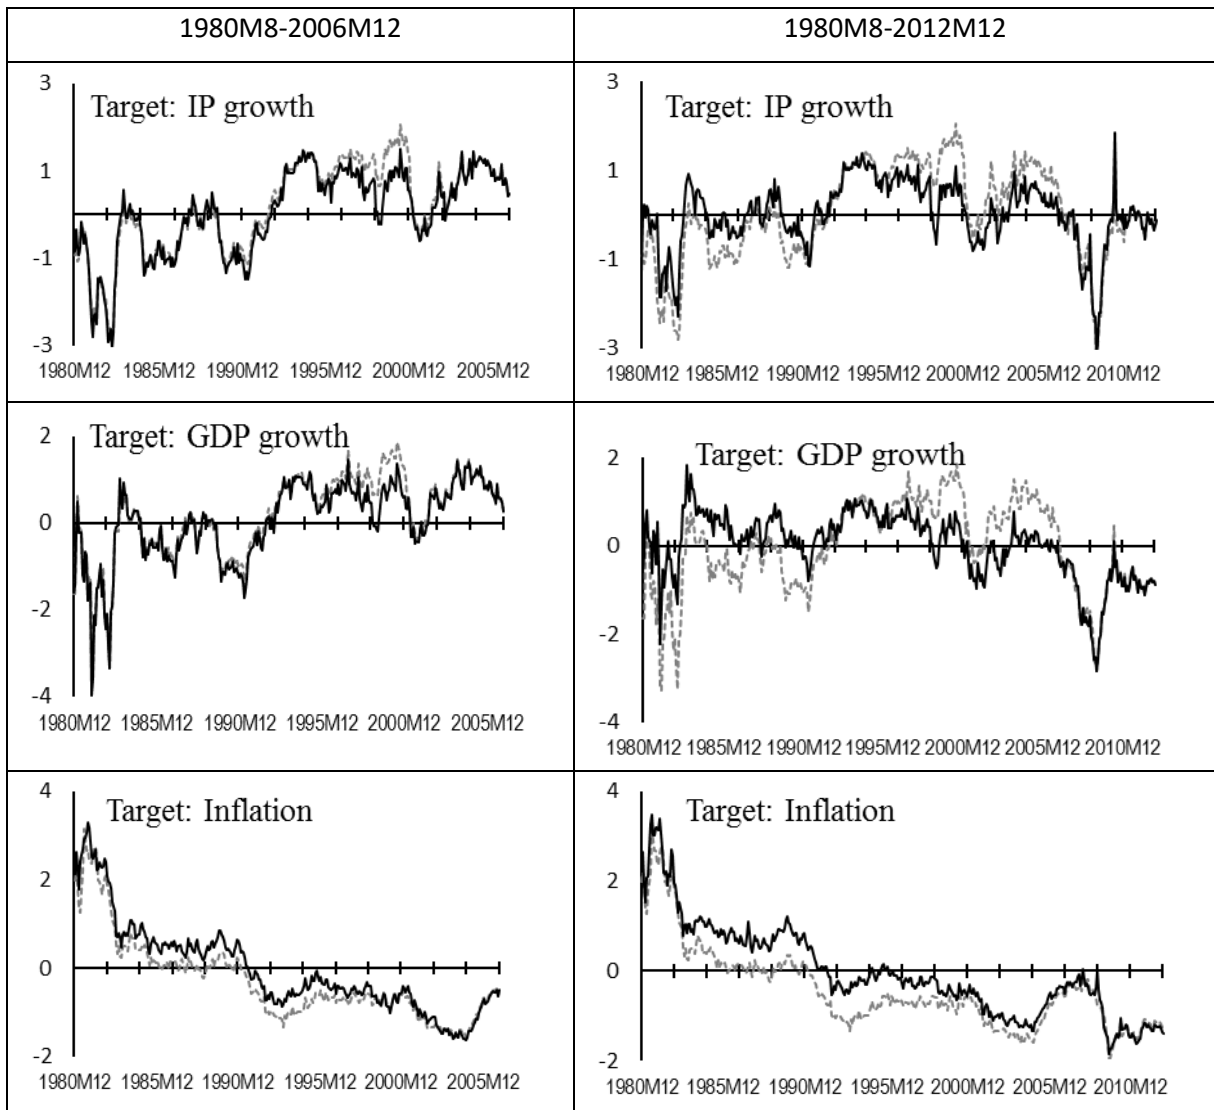 1980M8-2006M12
1980M8-2012M12
Target: IP growth
3
1
-1
-3
1980M12 1985M12 1990M12 1995M12 2000M12 2005M12
Target: IP growth
3
1
-1
-3
1980M12 1985M12 1990M12 1995M12 2000M12 2005M12 2010M12
Target: GDP growth
2
0
-2
-4
1980M12 1985M12 1990M12 1995M12 2000M12 2005M12
Target: GDP growth
2
0
-2
-4
1980M12 1985M12 1990M12 1995M12 2000M12 2005M12 2010M12
Target: Inflation
4
2
0
-2
1980M12 1985M12 1990M12 1995M12 2000M12 2005M12
Target: Inflation
4
2
0
-2
1980M12 1985M12 1990M12 1995M12 2000M12 2005M12 2010M12